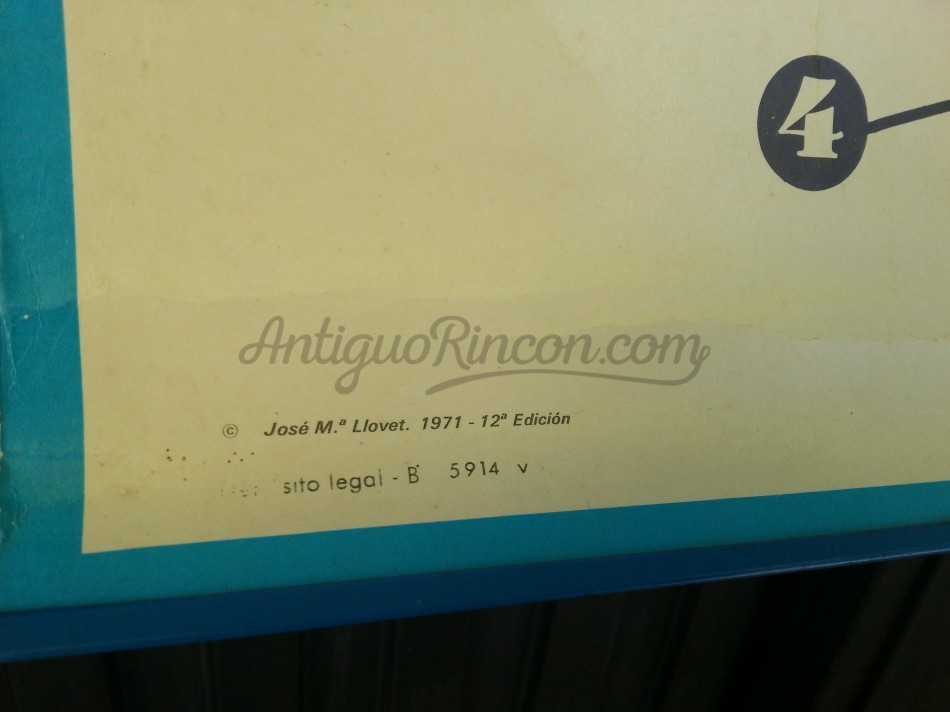 4
AntiguoRincon.com
© José M.ª Llovet. 1971 - 12ª Edición
sito legal - B 5914 v